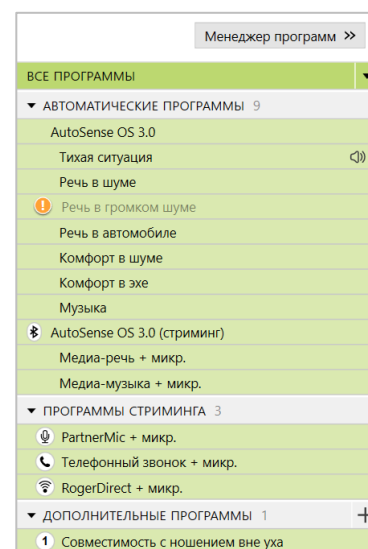 Менеджер программ »
ВСЕ ПРОГРАММЫ
АВТОМАТИЧЕСКИЕ ПРОГРАММЫ 9
AutoSense OS 3.0
Тихая ситуация
Речь в шуме
Речь в громком шуме
Речь в автомобиле
Комфорт в шуме
Комфорт в эхе
Музыка
AutoSense OS 3.0 (стриминг)
Медиа-речь + микр.
Медиа-музыка + микр.
ПРОГРАММЫ СТРИМИНГА 3
PartnerMic + микр.
Телефонный звонок + микр.
RogerDirect + микр.
ДОПОЛНИТЕЛЬНЫЕ ПРОГРАММЫ 1 +
1 Совместимость с ношением вне уха